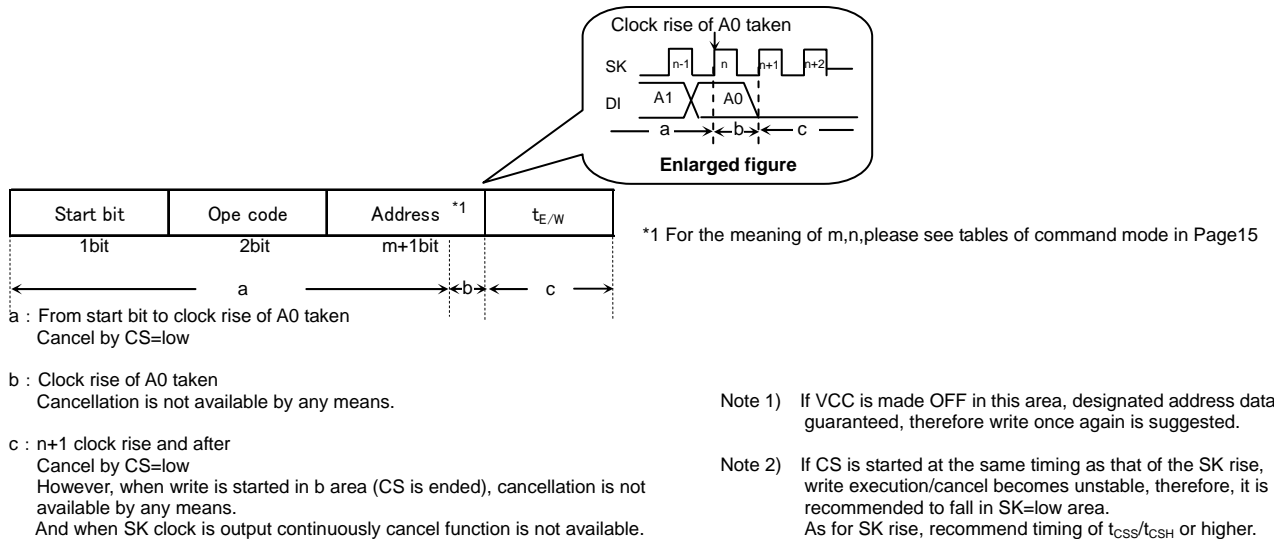 Clock rise of A0 taken
SK n-1 n n+1 n+2
DI A1 A0
a b c
Enlarged figure
Start bit Ope code Address *1 tE/W
1bit 2bit m+1bit
*1 For the meaning of m,n,please see tables of command mode in Page15
a b c
a : From start bit to clock rise of A0 taken
Cancel by CS=low
b : Clock rise of A0 taken
Cancellation is not available by any means.
c : n+1 clock rise and after
Cancel by CS=low
However, when write is started in b area (CS is ended), cancellation is not
available by any means.
And when SK clock is output continuously cancel function is not available.
Note 1) If VCC is made OFF in this area, designated address data
guaranteed, therefore write once again is suggested.
Note 2) If CS is started at the same timing as that of the SK rise,
write execution/cancel becomes unstable, therefore, it is
recommended to fall in SK=low area.
As for SK rise, recommend timing of tCSS/tCSH or higher.